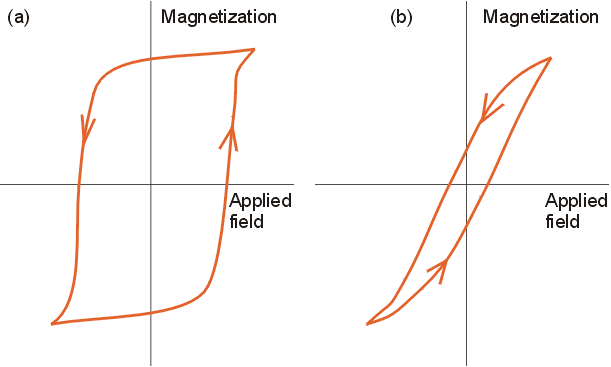 (a)
Magnetization
Applied
field
(b)
Magnetization
Applied
field